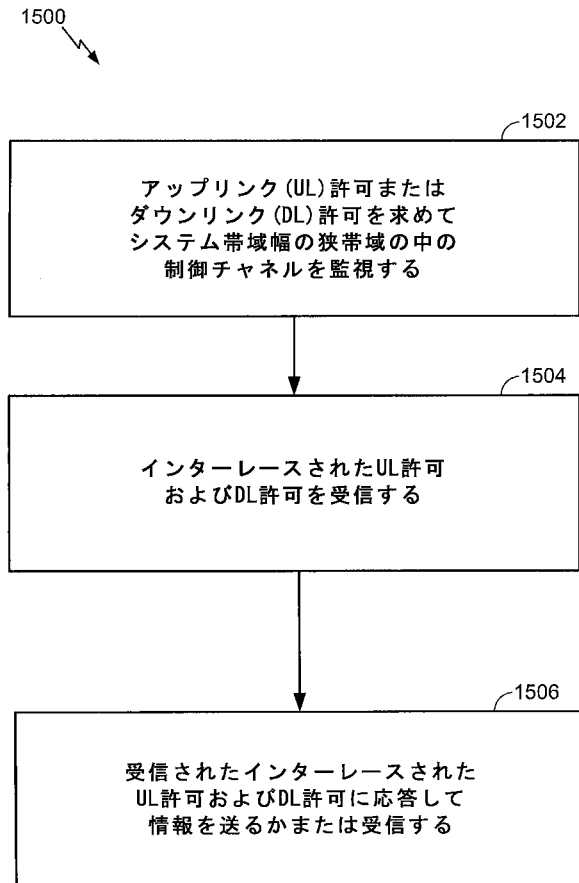 1500
1502
アップリンク(UL)許可または
ダウンリンク(DL)許可を求めて
システム帯域幅の狭帯域の中の
制御チャネルを監視する
1504
インターレースされたUL許可
およびDL許可を受信する
1506
受信されたインターレースされた
UL許可およびDL許可に応答して
情報を送るかまたは受信する